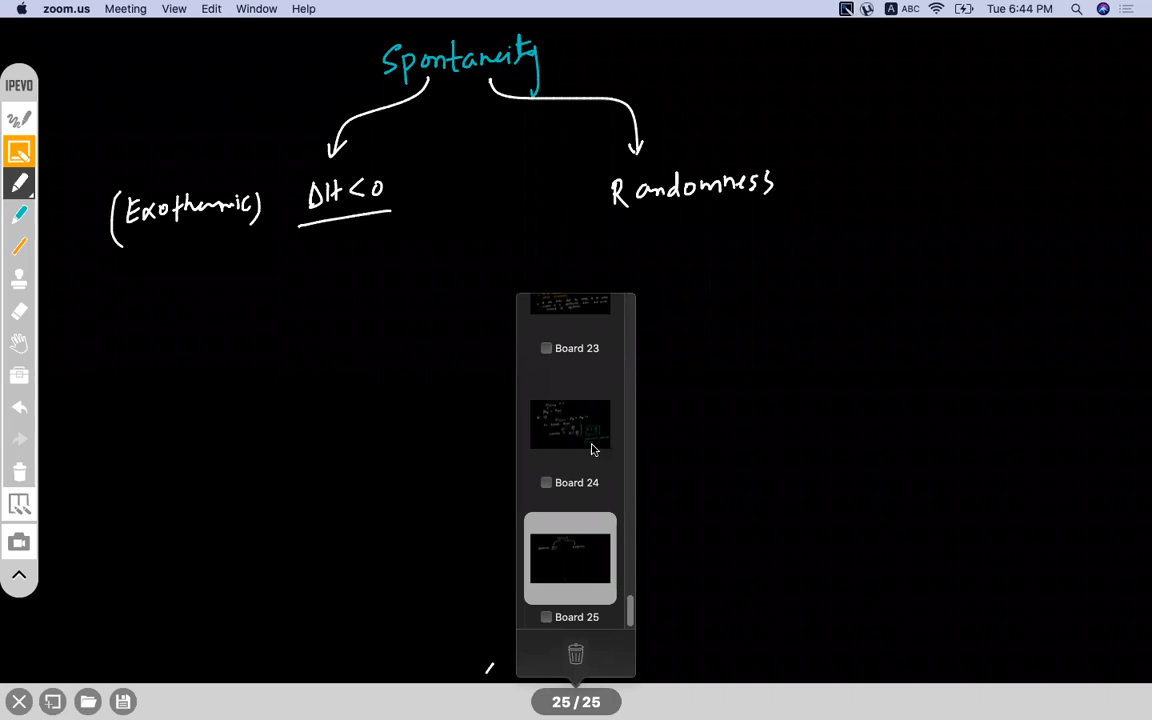 zoom.us Meeting View Edit Window Help A ABC Tue 6:44 PM
IPEVO
Spontaneity
(Exothermic) ΔH < 0 Randomness
Board 23
Board 24
Board 25
25 / 25